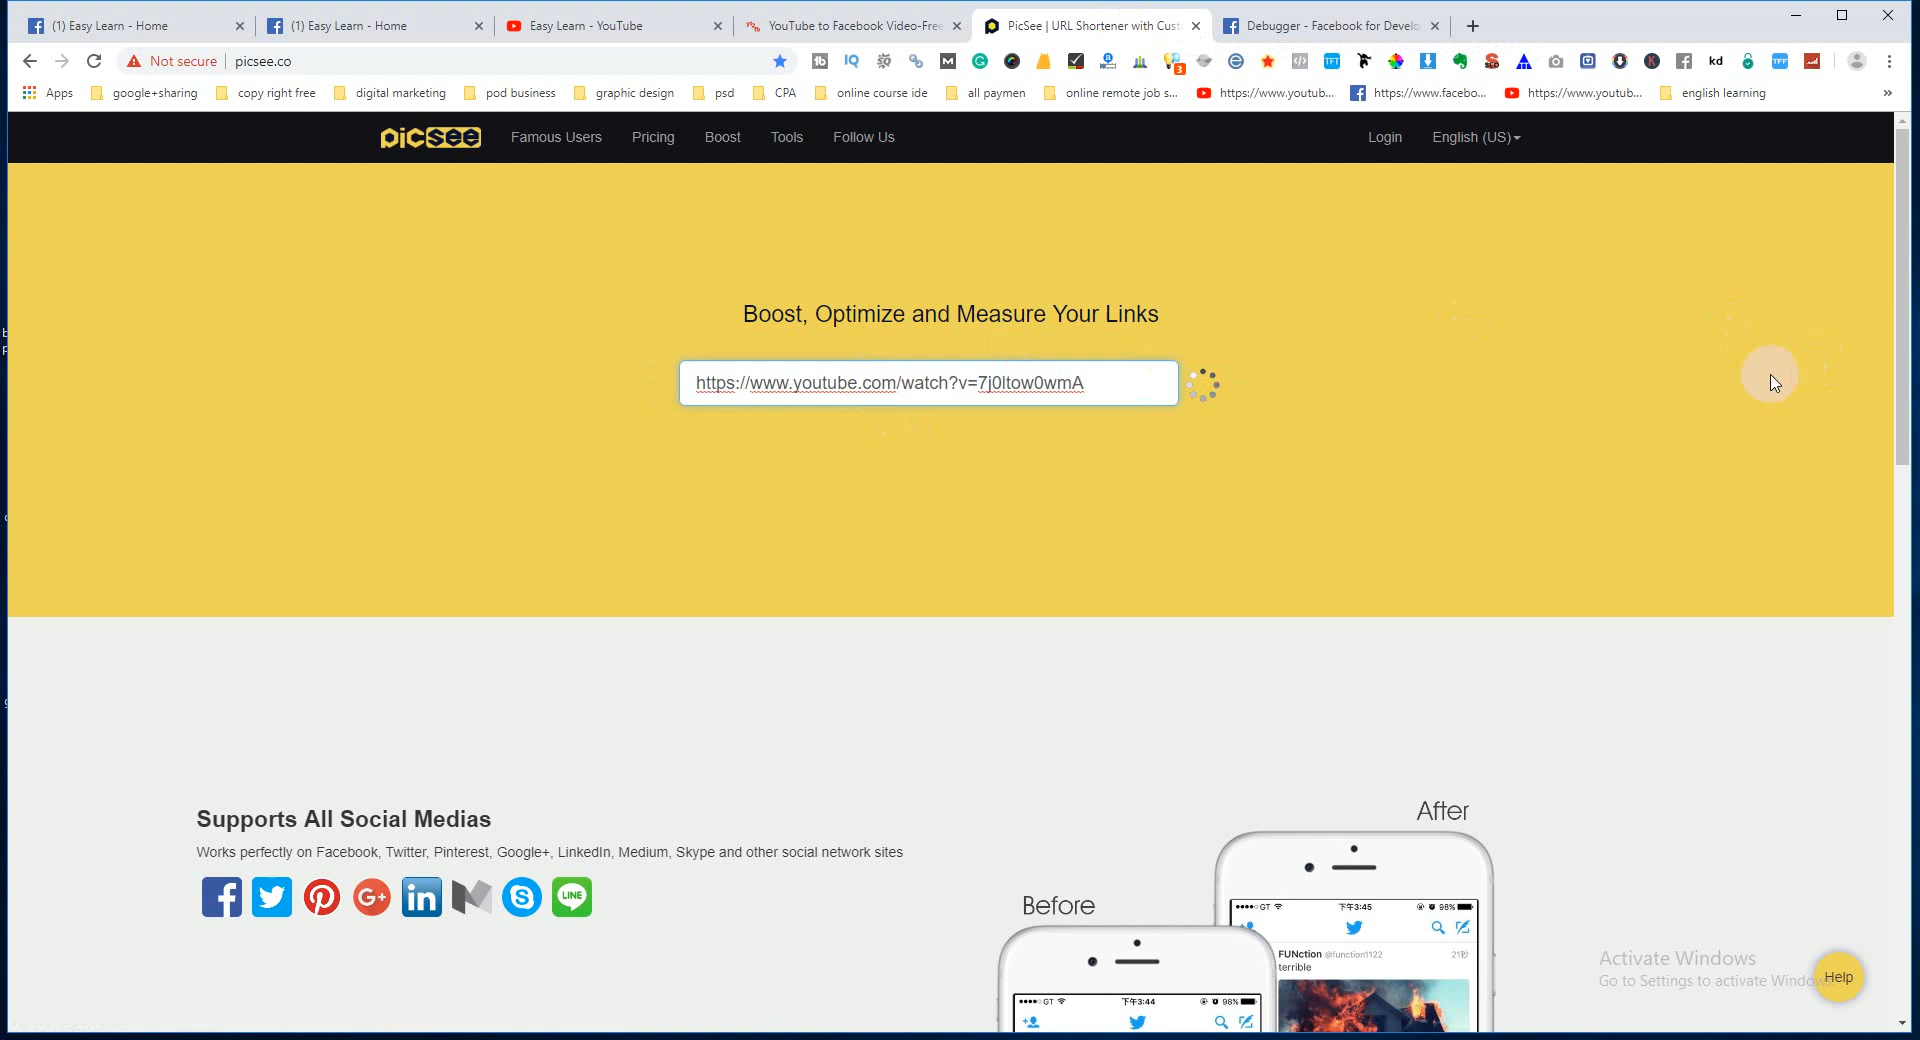 (1) Easy Learn - Home
(1) Easy Learn - Home
Easy Learn - YouTube
YouTube to Facebook Video-Free
PicSee | URL Shortener with Cust
Debugger - Facebook for Develo
Not secure
picsee.co
Apps
google+sharing
copy right free
digital marketing
pod business
graphic design
psd
CPA
online course ide
all paymen
online remote job s...
https://www.youtub...
https://www.facebo...
https://www.youtub...
english learning
picsee
Famous Users
Pricing
Boost
Tools
Follow Us
Login
English (US)
Boost, Optimize and Measure Your Links
https://www.youtube.com/watch?v=7j0ltow0wmA
Supports All Social Medias
Works perfectly on Facebook, Twitter, Pinterest, Google+, LinkedIn, Medium, Skype and other social network sites
LINE
After
GT
下午3:45
98%
FUNction @function1122
terrible
Before
GT
下午3:44
98%
Activate Windows
Go to Settings to activate Windows
Help